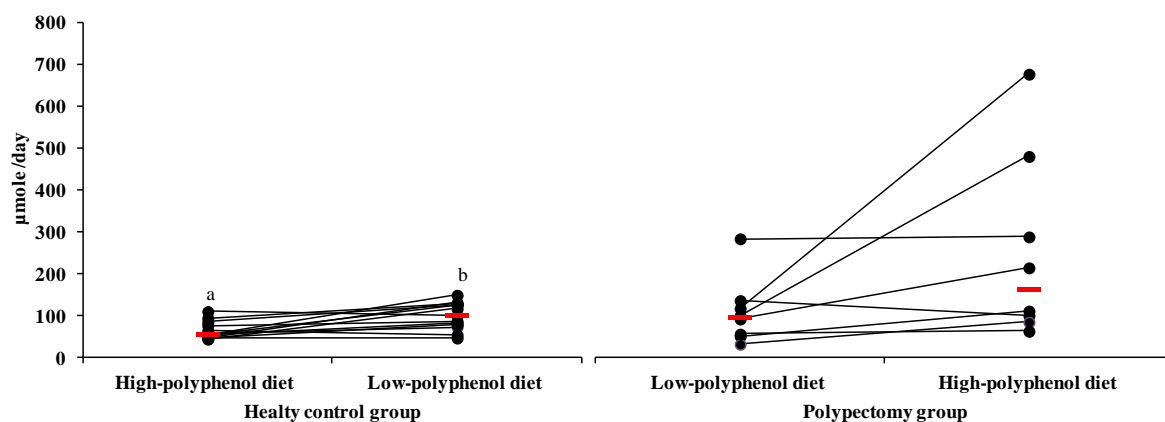 800
700
600
500
400
300
200
100
0
µmole/day
a
b
High-polyphenol diet
Low-polyphenol diet
Healty control group
Low-polyphenol diet
High-polyphenol diet
Polypectomy group